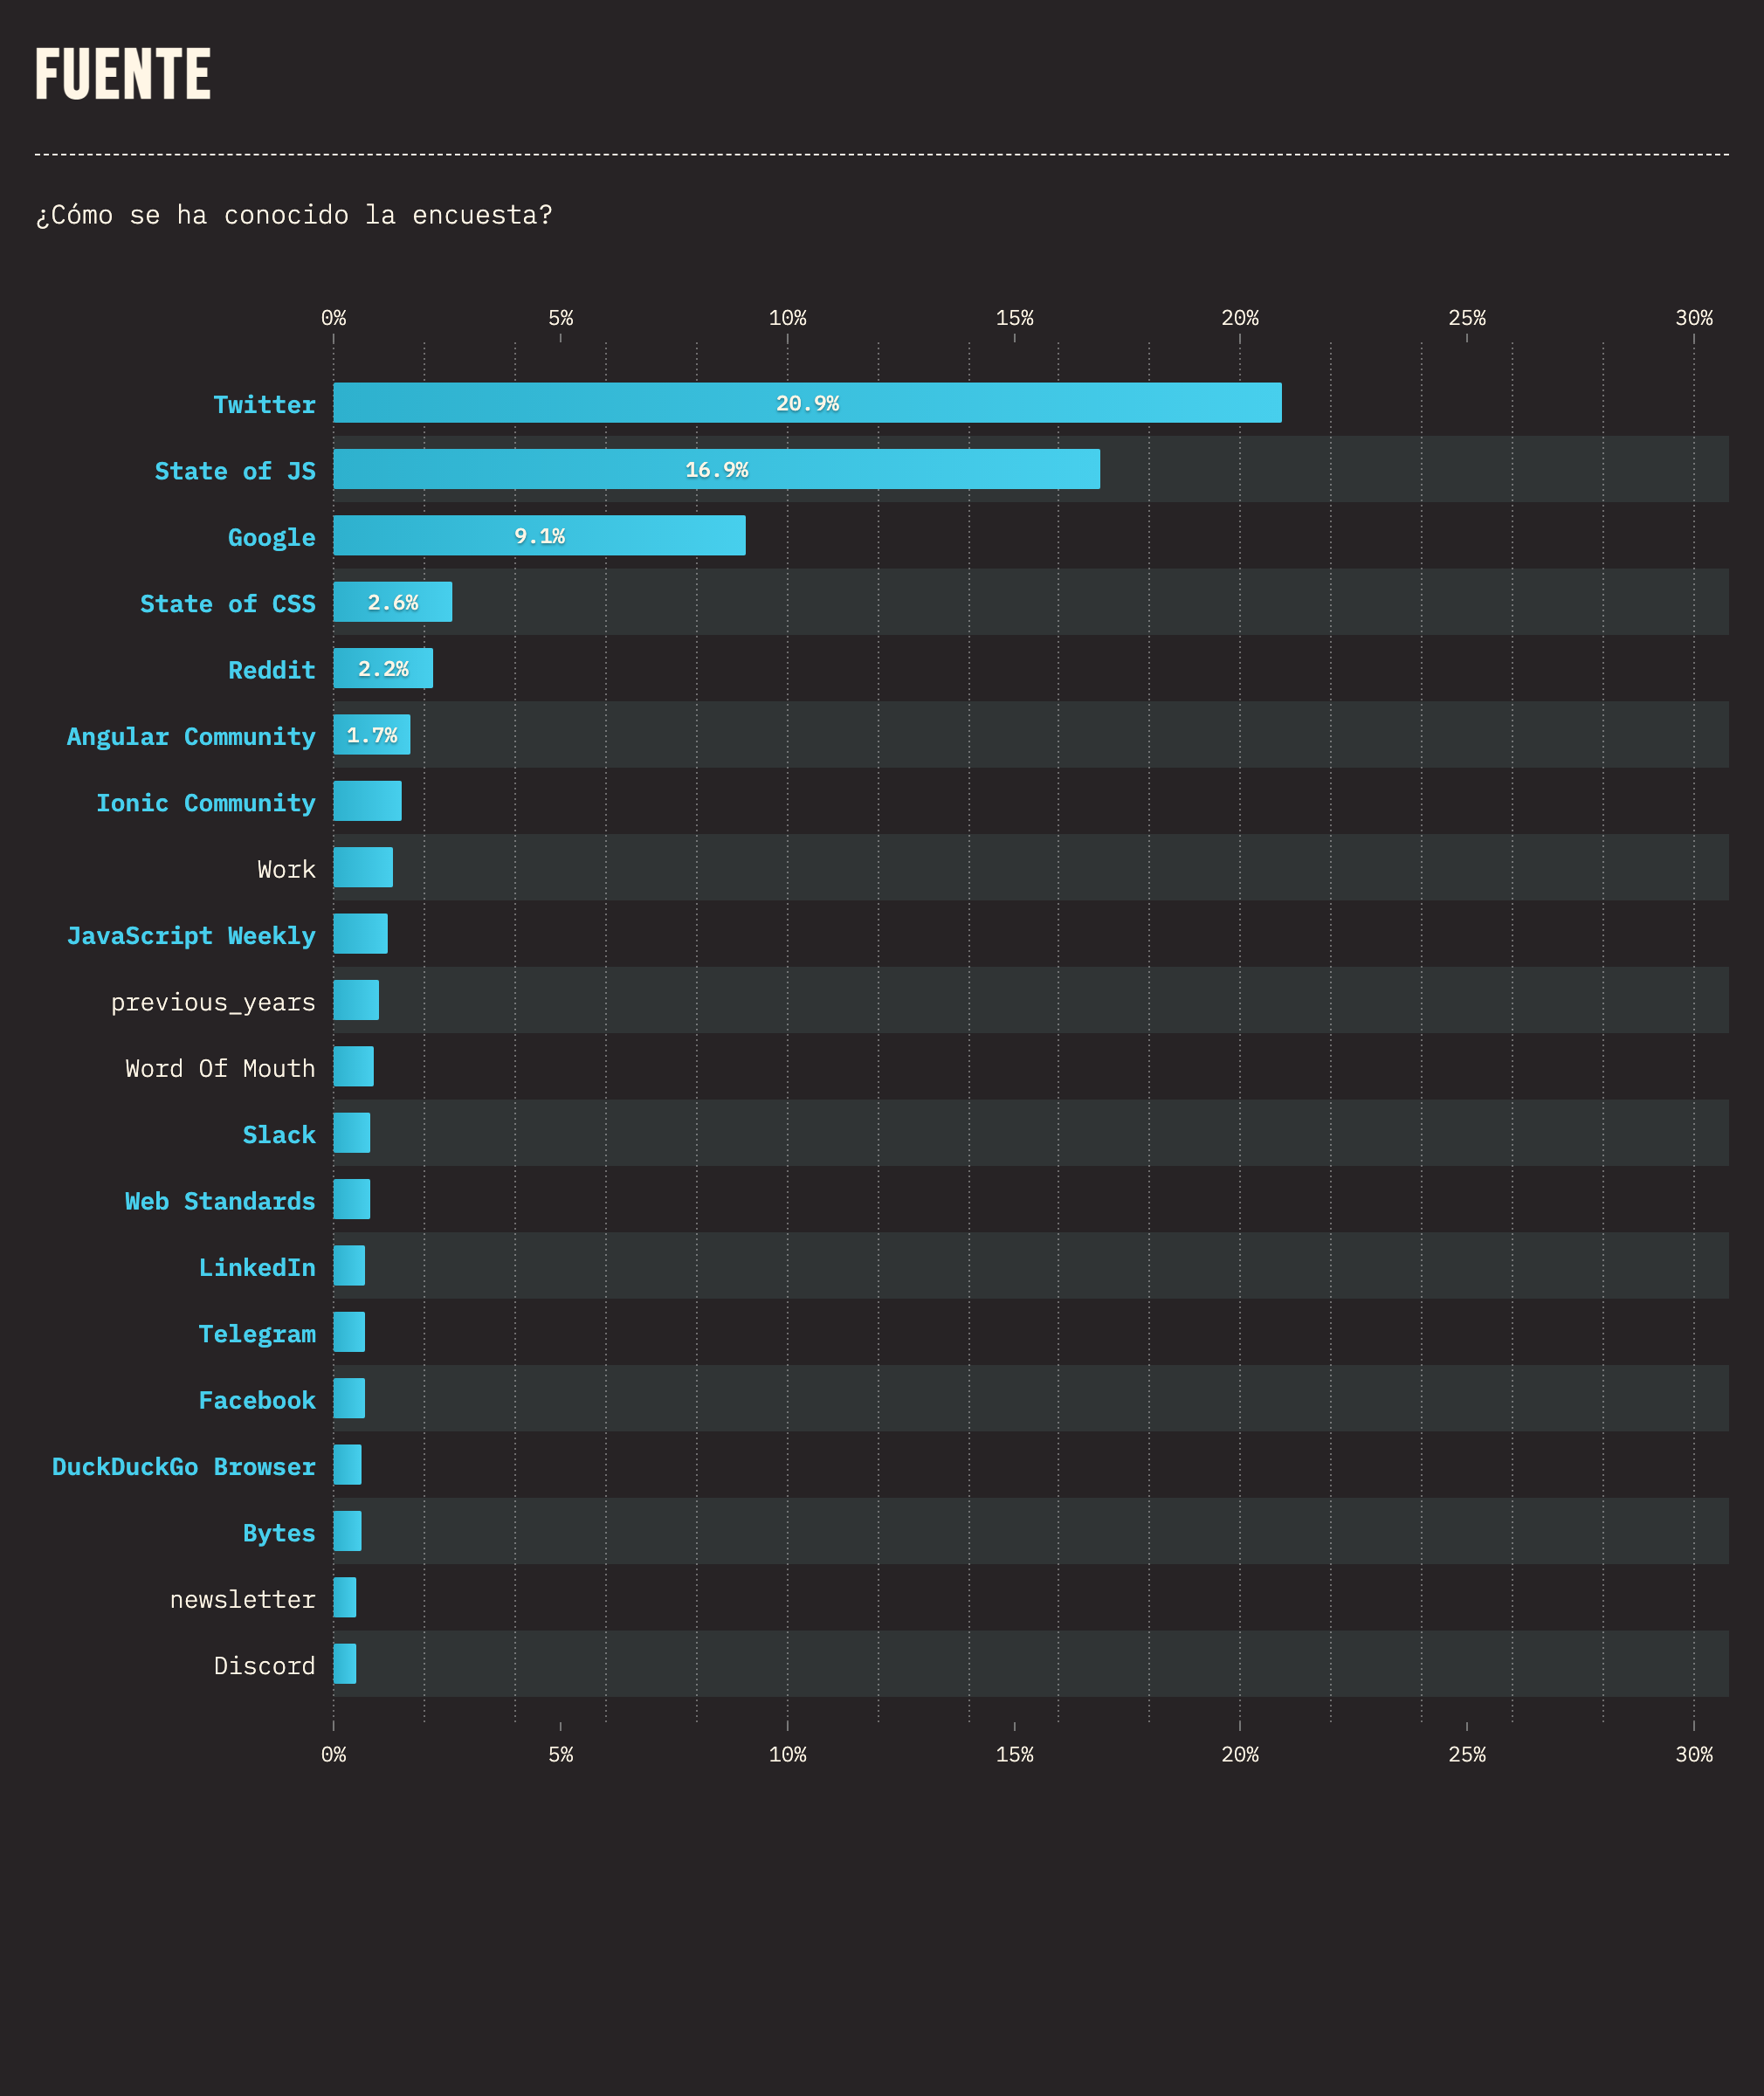 FUENTE
¿Cómo se ha conocido la encuesta?
0% 5% 10% 15% 20% 25% 30%
Twitter 20.9%
State of JS 16.9%
Google 9.1%
State of CSS 2.6%
Reddit 2.2%
Angular Community 1.7%
Ionic Community
Work
JavaScript Weekly
previous_years
Word Of Mouth
Slack
Web Standards
LinkedIn
Telegram
Facebook
DuckDuckGo Browser
Bytes
newsletter
Discord
0% 5% 10% 15% 20% 25% 30%